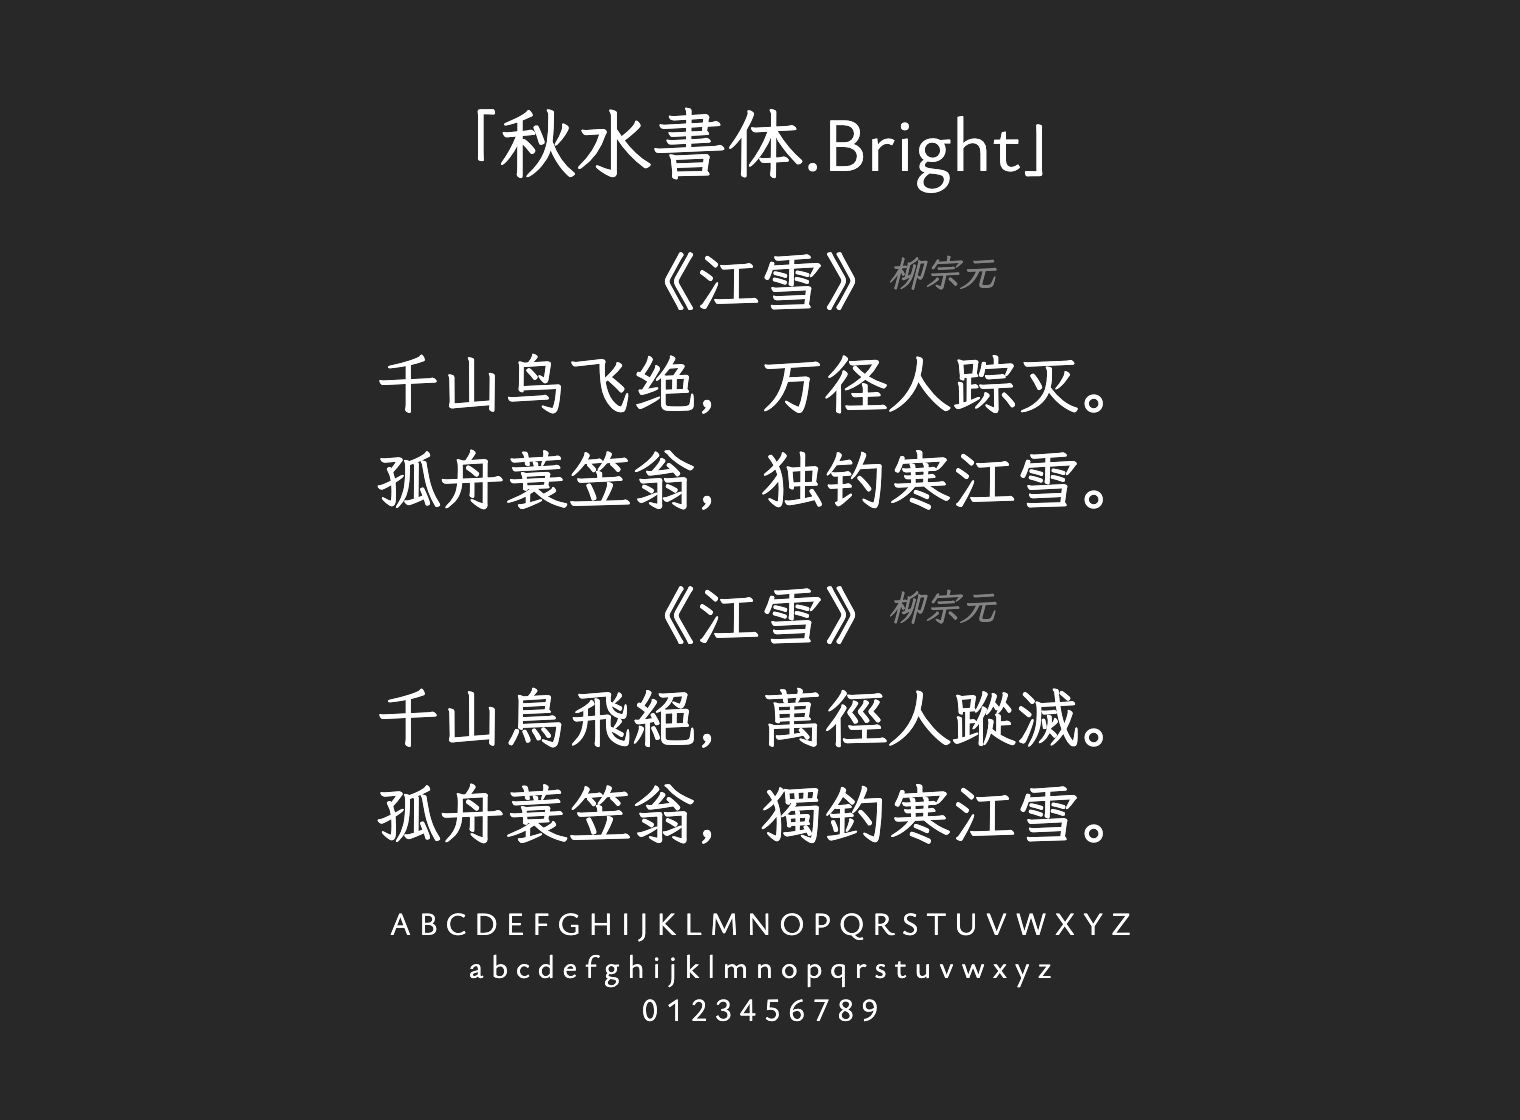 「秋水書体.Bright」
《江雪》 柳宗元
千山鸟飞绝，万径人踪灭。
孤舟蓑笠翁，独钓寒江雪。
《江雪》 柳宗元
千山鳥飛絕，萬徑人蹤滅。
孤舟蓑笠翁，獨釣寒江雪。
A B C D E F G H I J K L M N O P Q R S T U V W X Y Z
a b c d e f g h i j k l m n o p q r s t u v w x y z
0 1 2 3 4 5 6 7 8 9